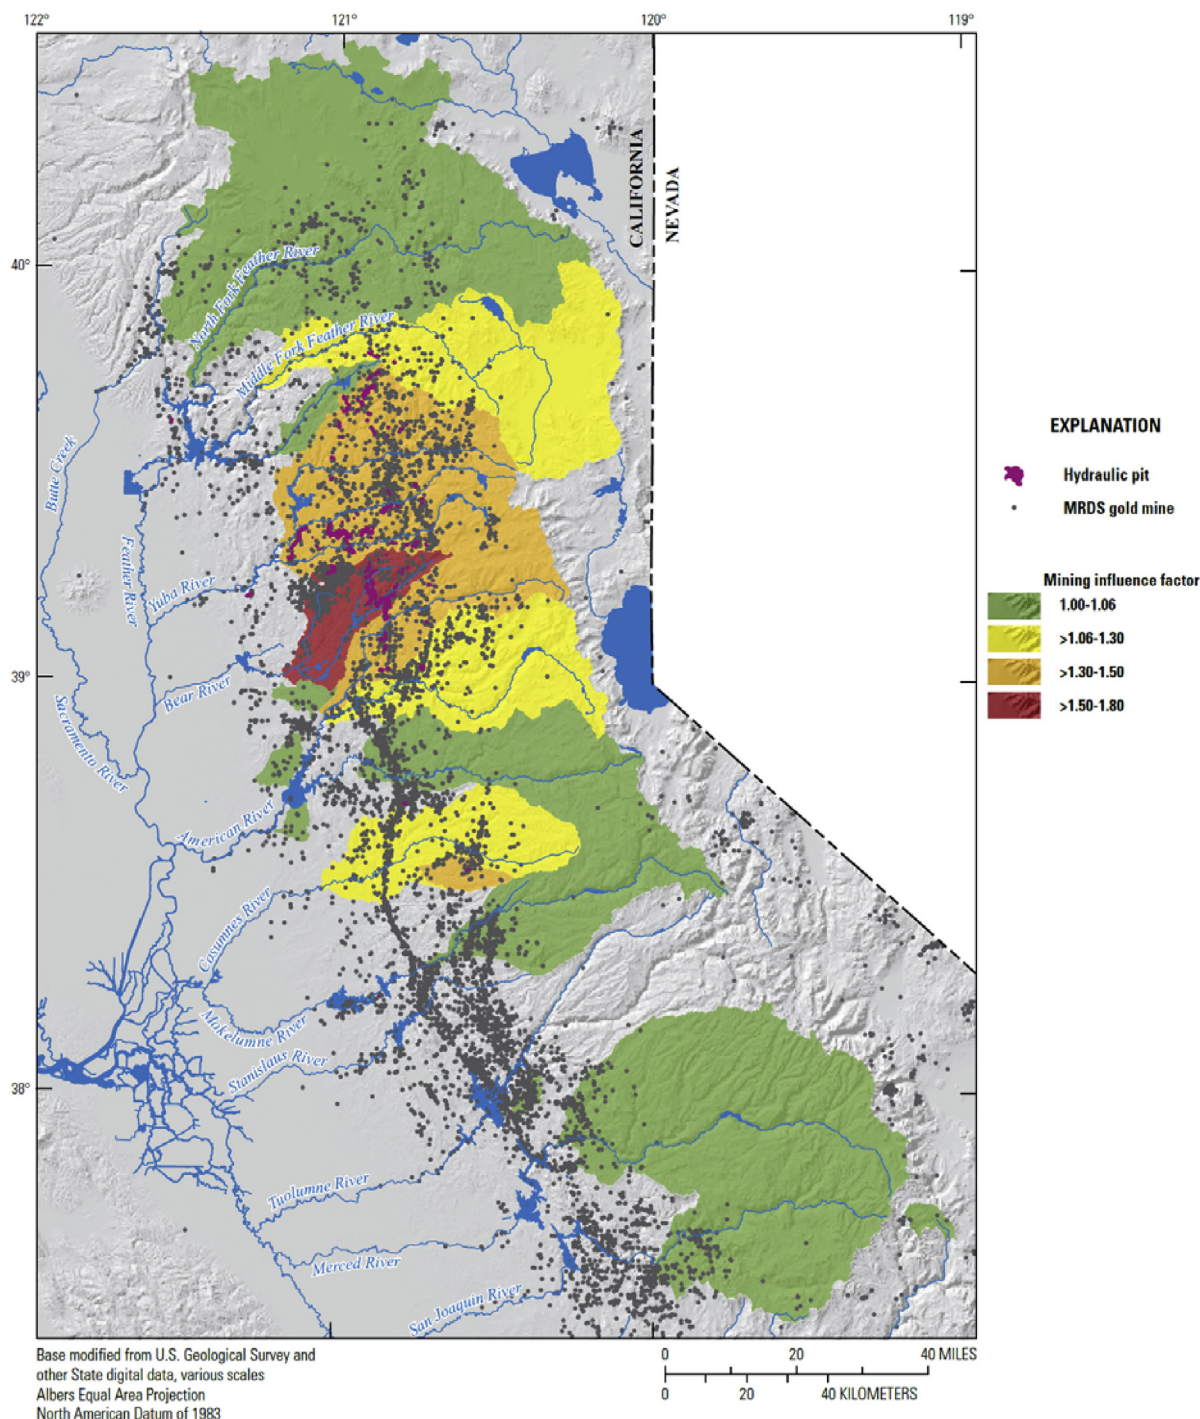 122°
121°
120°
119°
CALIFORNIA
NEVADA
40°
North Fork Feather River
Middle Fork Feather River
EXPLANATION
Hydraulic pit
MRDS gold mine
Butte Creek
Feather River
Yuba River
Mining influence factor
1.00-1.06
>1.06-1.30
39°
>1.30-1.50
Bear River
>1.50-1.80
Sacramento River
American River
Cosumnes River
Mokelumne River
Stanislaus River
38°
Tuolumne River
Merced River
San Joaquin River
Base modified from U.S. Geological Survey and
other State digital data, various scales
Albers Equal Area Projection
North American Datum of 1983
0 20 40 MILES
0 20 40 KILOMETERS